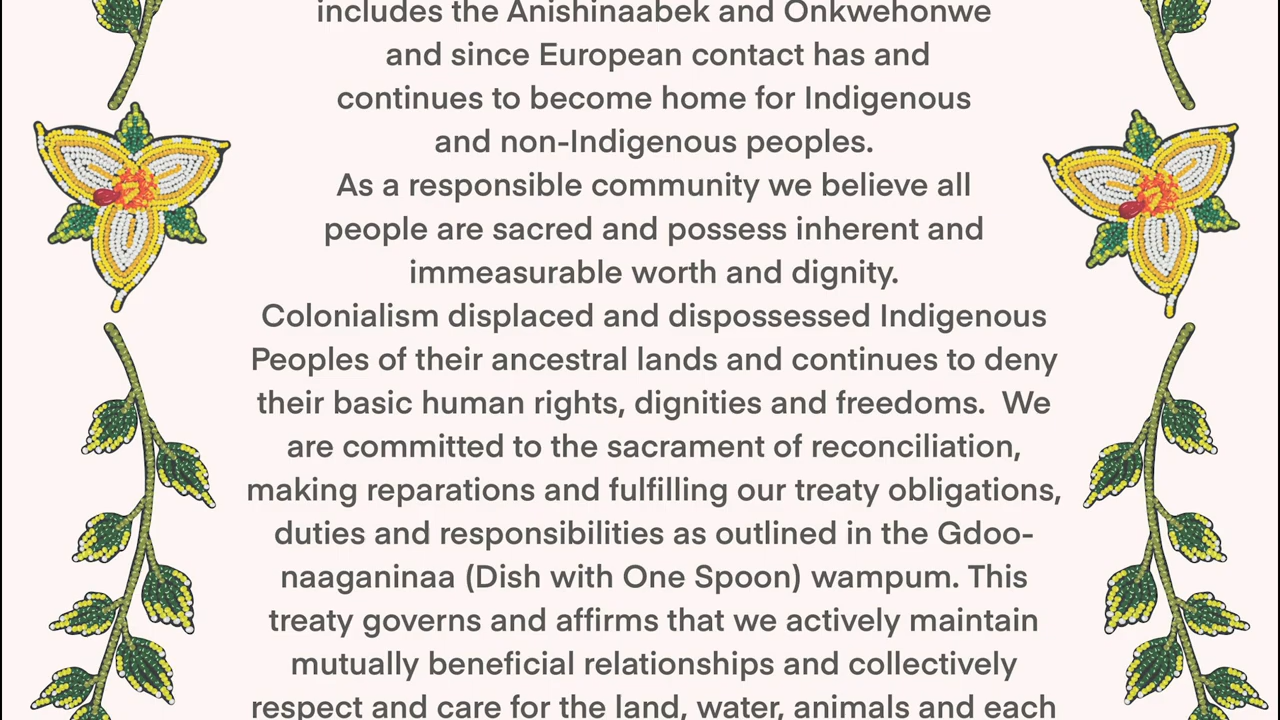 includes the Anishinaabek and Onkwehonwe
and since European contact has and
continues to become home for Indigenous
and non-Indigenous peoples.
As a responsible community we believe all
people are sacred and possess inherent and
immeasurable worth and dignity.
Colonialism displaced and dispossessed Indigenous
Peoples of their ancestral lands and continues to deny
their basic human rights, dignities and freedoms.  We
are committed to the sacrament of reconciliation,
making reparations and fulfilling our treaty obligations,
duties and responsibilities as outlined in the Gdoo-
naaganinaa (Dish with One Spoon) wampum. This
treaty governs and affirms that we actively maintain
mutually beneficial relationships and collectively
respect and care for the land, water, animals and each